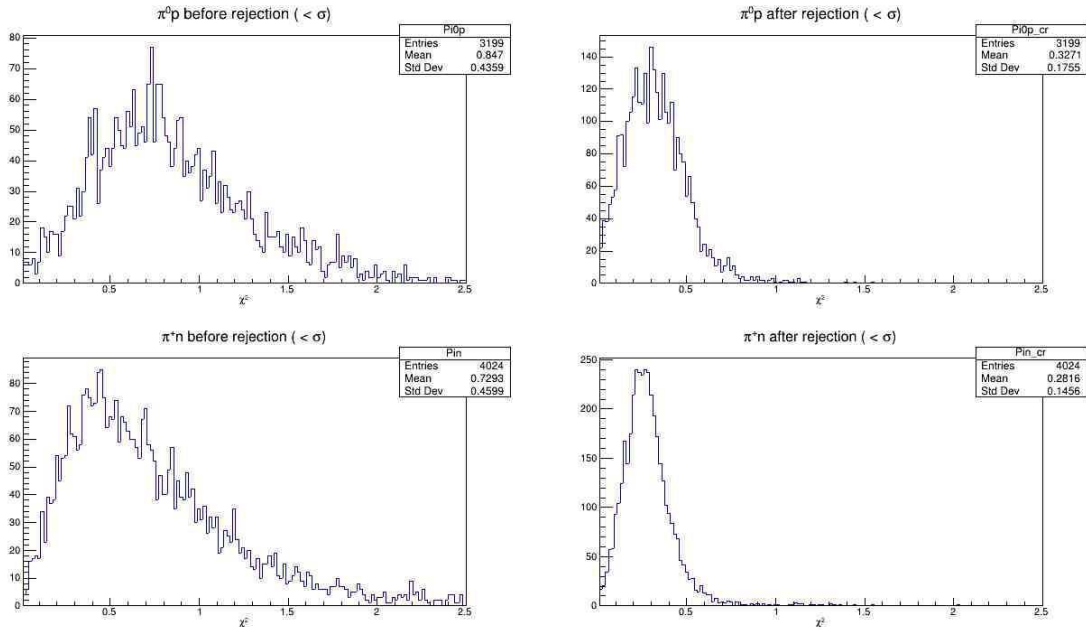 π⁰p before rejection ( < σ)
Pi0p
Entries 3199
Mean 0.847
Std Dev 0.4359
80
70
60
50
40
30
20
10
0
0.5 1 1.5 2 2.5
χ²
π⁰p after rejection ( < σ)
Pi0p_cr
Entries 3199
Mean 0.3271
Std Dev 0.1755
140
120
100
80
60
40
20
0
0.5 1 1.5 2 2.5
χ²
π⁺n before rejection ( < σ)
Pin
Entries 4024
Mean 0.7293
Std Dev 0.4599
80
70
60
50
40
30
20
10
0
0.5 1 1.5 2 2.5
χ²
π⁺n after rejection ( < σ)
Pin_cr
Entries 4024
Mean 0.2816
Std Dev 0.1456
250
200
150
100
50
0
0.5 1 1.5 2 2.5
χ²